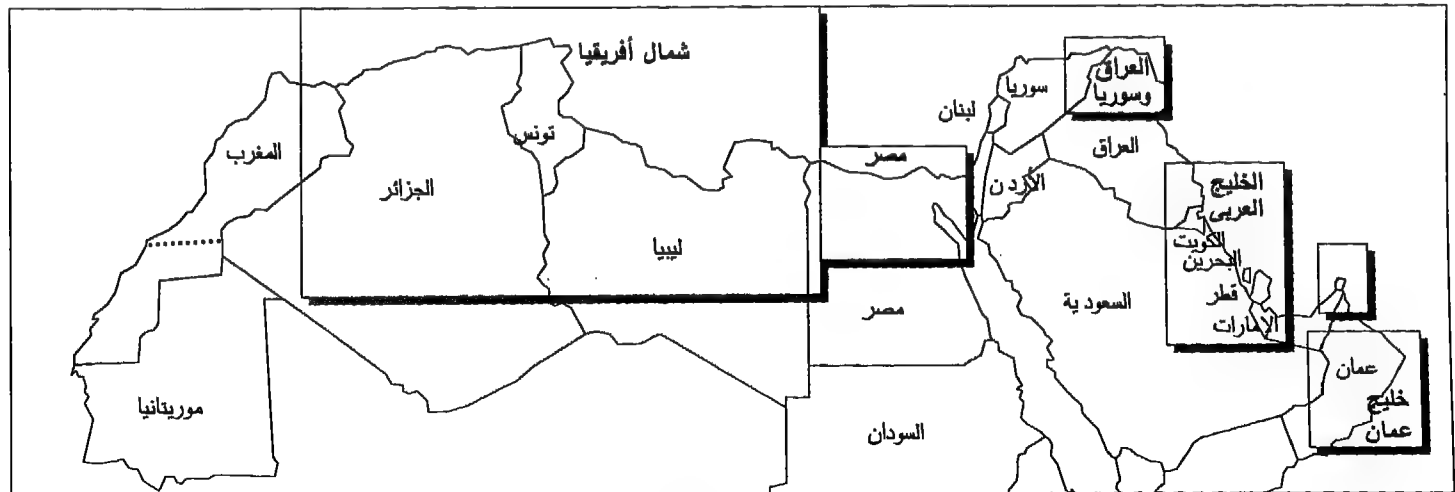 شمال أفريقيا
العراق
وسوريا
سوريا
لبنان
تونس
المغرب
مصر
العراق
الجزائر
الأردن
الخليج
العربى
ليبيا
الكويت
البحرين
السعودية
قطر
مصر
الإمارات
عمان
موريتانيا
خليج
عمان
السودان